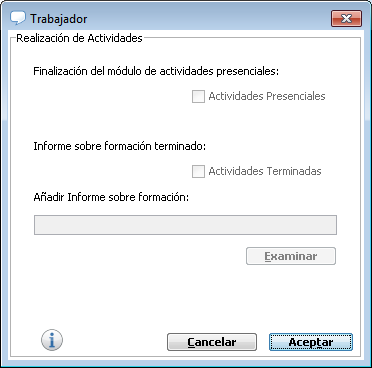 Trabajador
Realización de Actividades
Finalización del módulo de actividades presenciales:
Actividades Presenciales
Informe sobre formación terminado:
Actividades Terminadas
Añadir Informe sobre formación:
Examinar
Cancelar
Aceptar